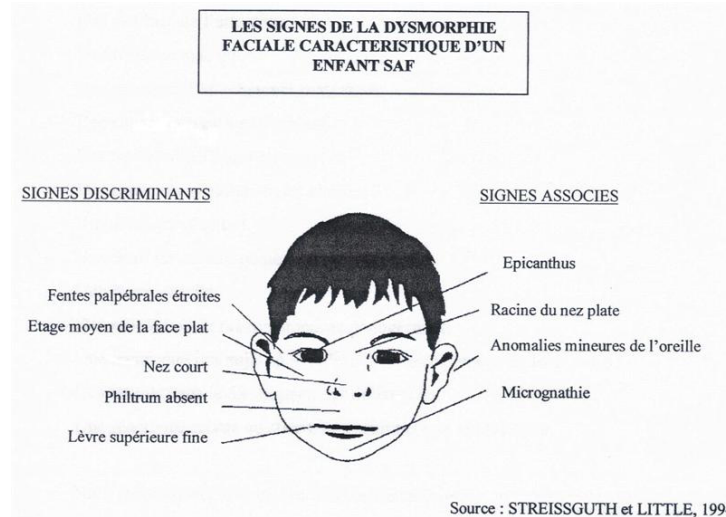 LES SIGNES DE LA DYSMORPHIE
FACIALE CARACTERISTIQUE D'UN
ENFANT SAF
SIGNES DISCRIMINANTS
Fentes palpébrales étroites
Etage moyen de la face plat
Nez court
Philtrum absent
Lèvre supérieure fine
SIGNES ASSOCIES
Epicanthus
Racine du nez plate
Anomalies mineures de l'oreille
Micrognathie
Source : STREISSGUTH et LITTLE, 199